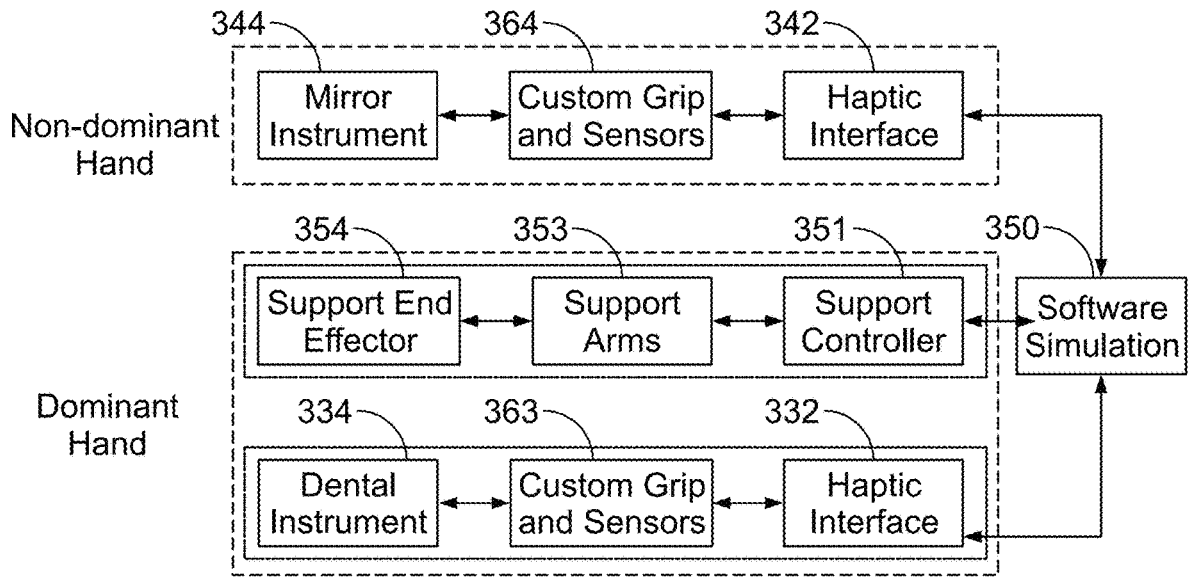 344 364 342
Non-dominant
Hand
Mirror
Instrument
Custom Grip
and Sensors
Haptic
Interface
354 353 351 350
Support End
Effector
Support
Arms
Support
Controller
Software
Simulation
Dominant
Hand
334 363 332
Dental
Instrument
Custom Grip
and Sensors
Haptic
Interface